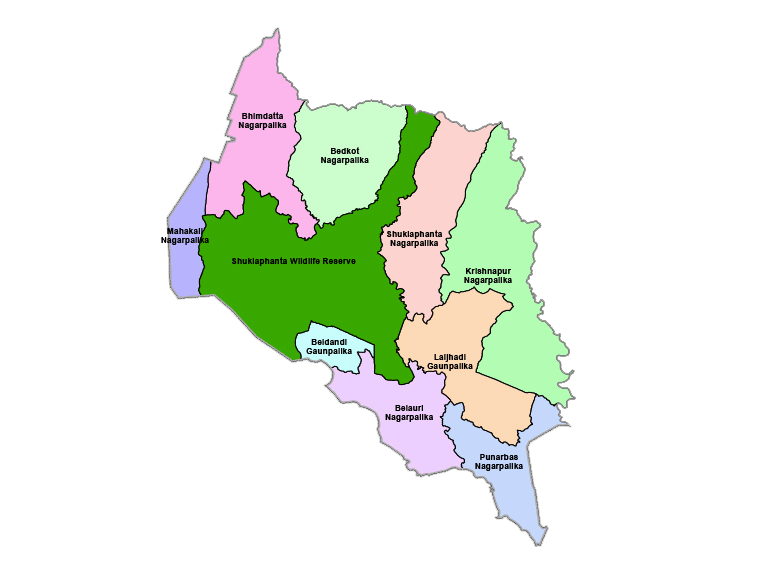 Bhimdatta
Nagarpalika
Bedkot
Nagarpalika
Mahakali
Nagarpalika
Shuklaphanta
Nagarpalika
Shuklaphanta Wildlife Reserve
Krishnapur
Nagarpalika
Beldandi
Gaunpalika
Laljhadi
Gaunpalika
Belauri
Nagarpalika
Punarbas
Nagarpalika